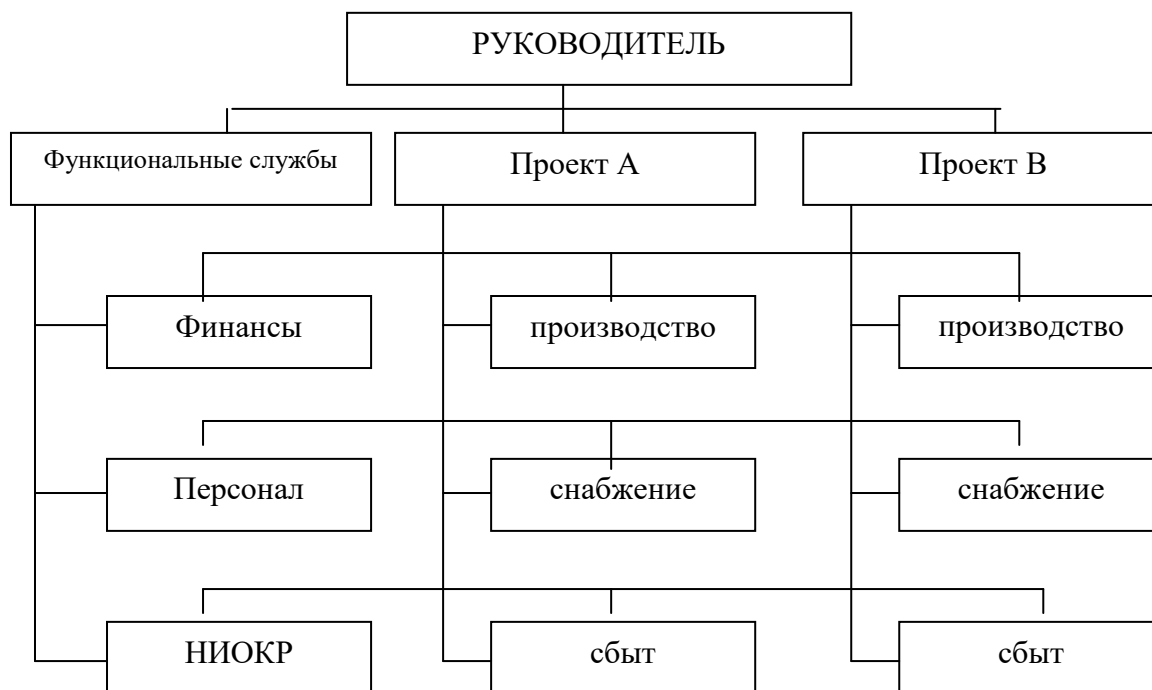 РУКОВОДИТЕЛЬ
Функциональные службы
Проект А
Проект В
Финансы
производство
производство
Персонал
снабжение
снабжение
НИОКР
сбыт
сбыт